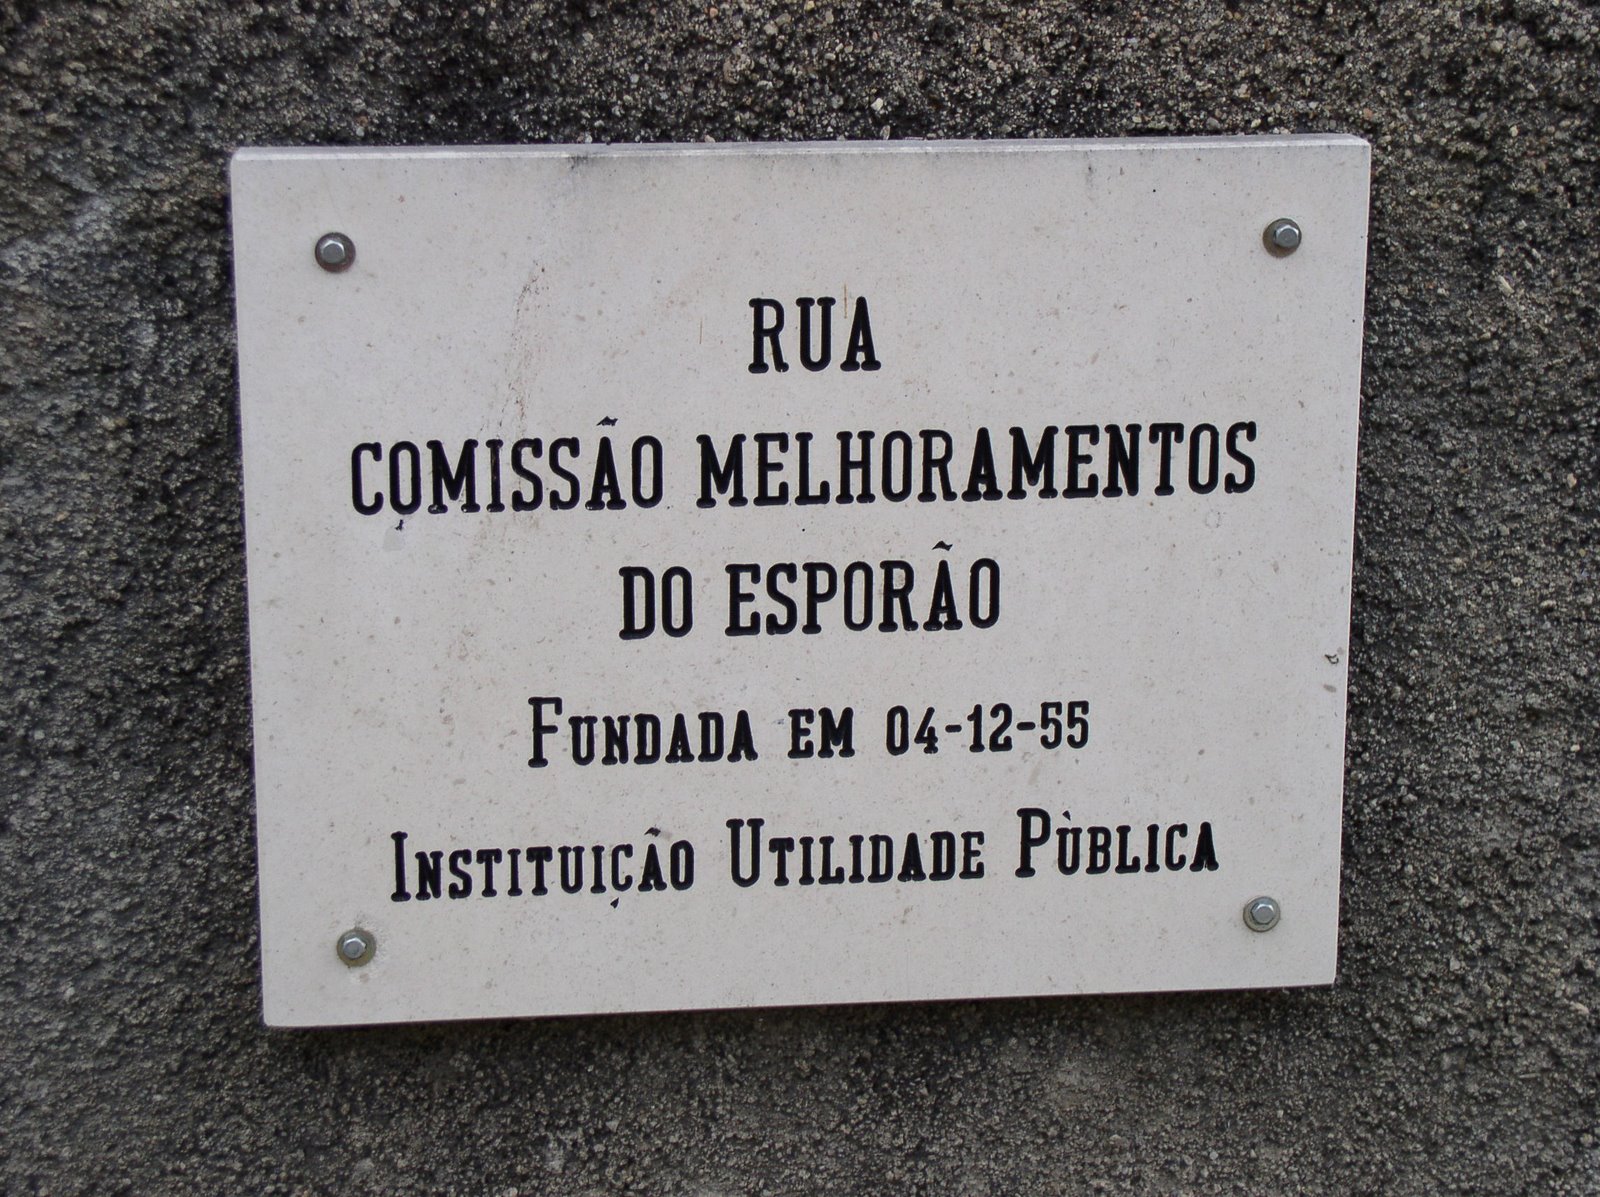 RUA
COMISSÃO MELHORAMENTOS
DO ESPORÃO
FUNDADA EM 04-12-55
INSTITUIÇÃO UTILIDADE PÙBLICA